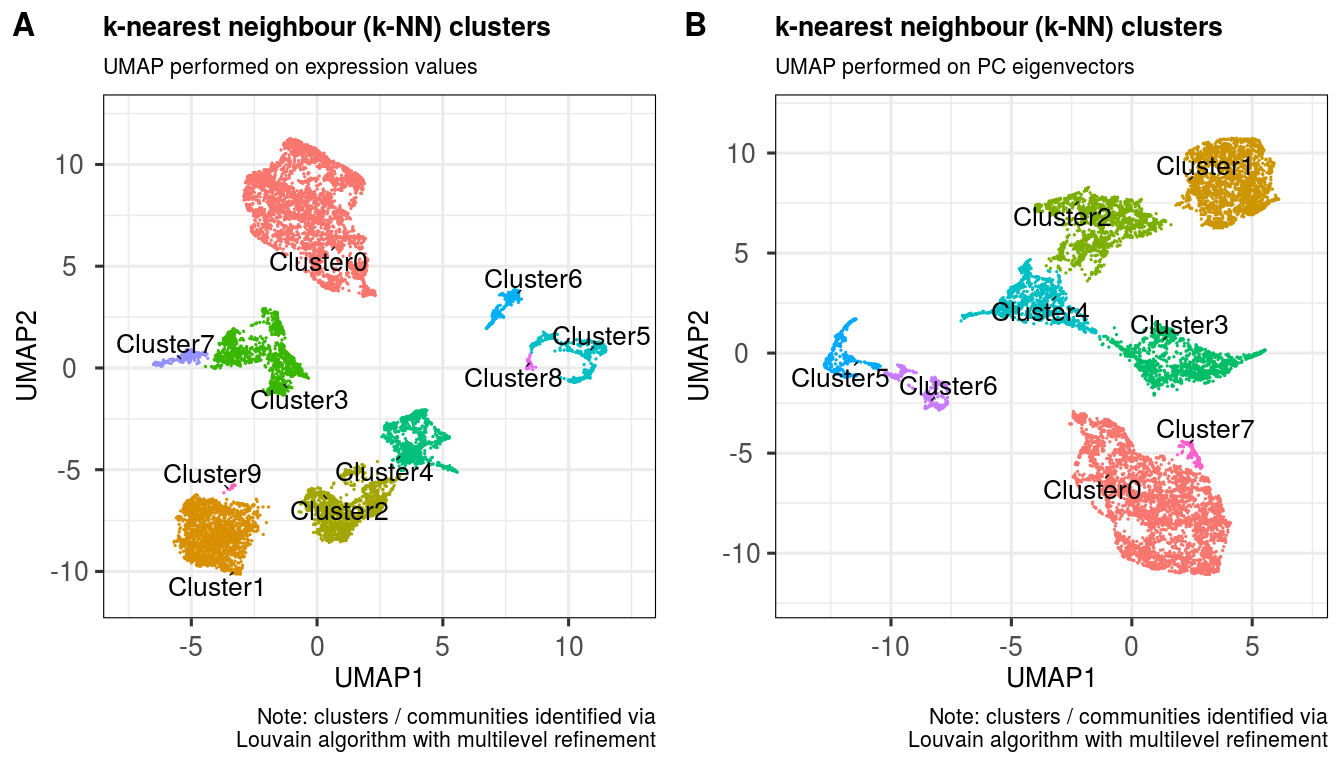 A
k-nearest neighbour (k-NN) clusters
UMAP performed on expression values
10
5
0
-5
-10
UMAP2
Cluster0
Cluster6
Cluster7
Cluster5
Cluster8
Cluster3
Cluster9
Cluster4
Cluster2
Cluster1
-5
0
5
10
UMAP1
Note: clusters / communities identified via
Louvain algorithm with multilevel refinement
B
k-nearest neighbour (k-NN) clusters
UMAP performed on PC eigenvectors
10
5
0
-5
-10
UMAP2
Cluster1
Cluster2
Cluster4
Cluster3
Cluster5
Cluster6
Cluster7
Cluster0
-10
-5
0
5
UMAP1
Note: clusters / communities identified via
Louvain algorithm with multilevel refinement